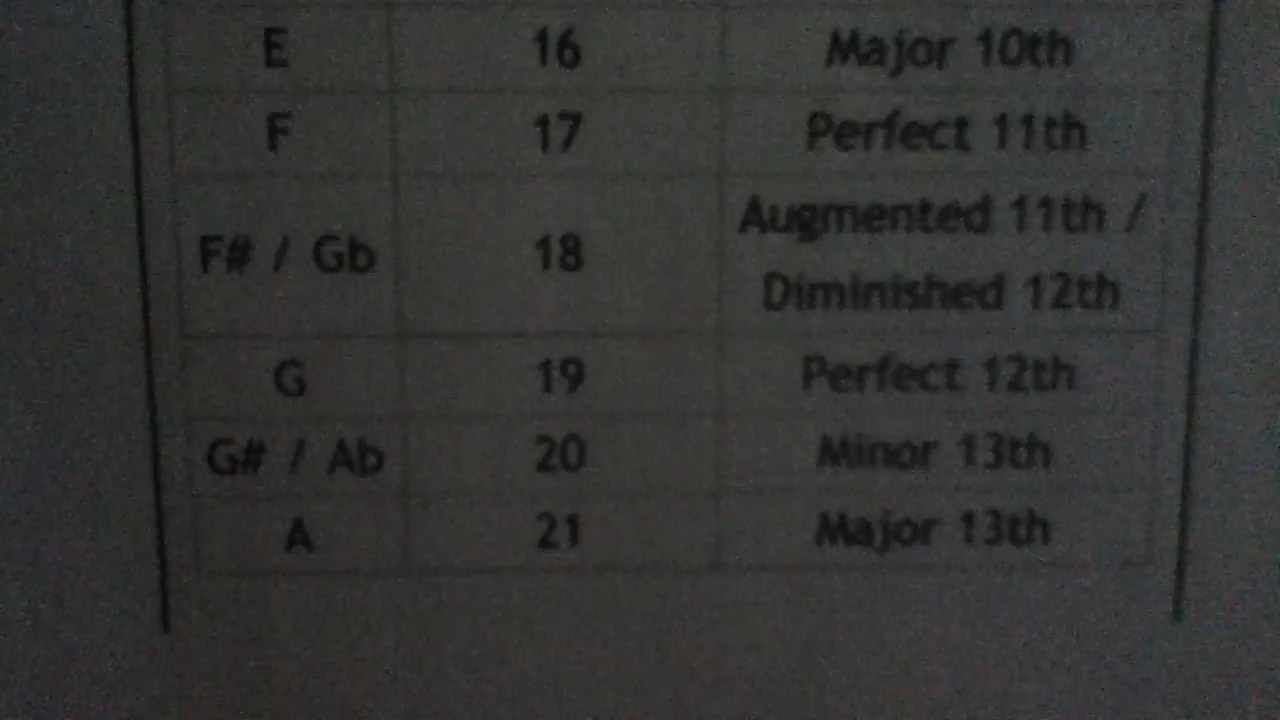 E 16 Major 10th
F 17 Perfect 11th
F# / Gb 18 Augmented 11th /
Diminished 12th
G 19 Perfect 12th
G# / Ab 20 Minor 13th
A 21 Major 13th